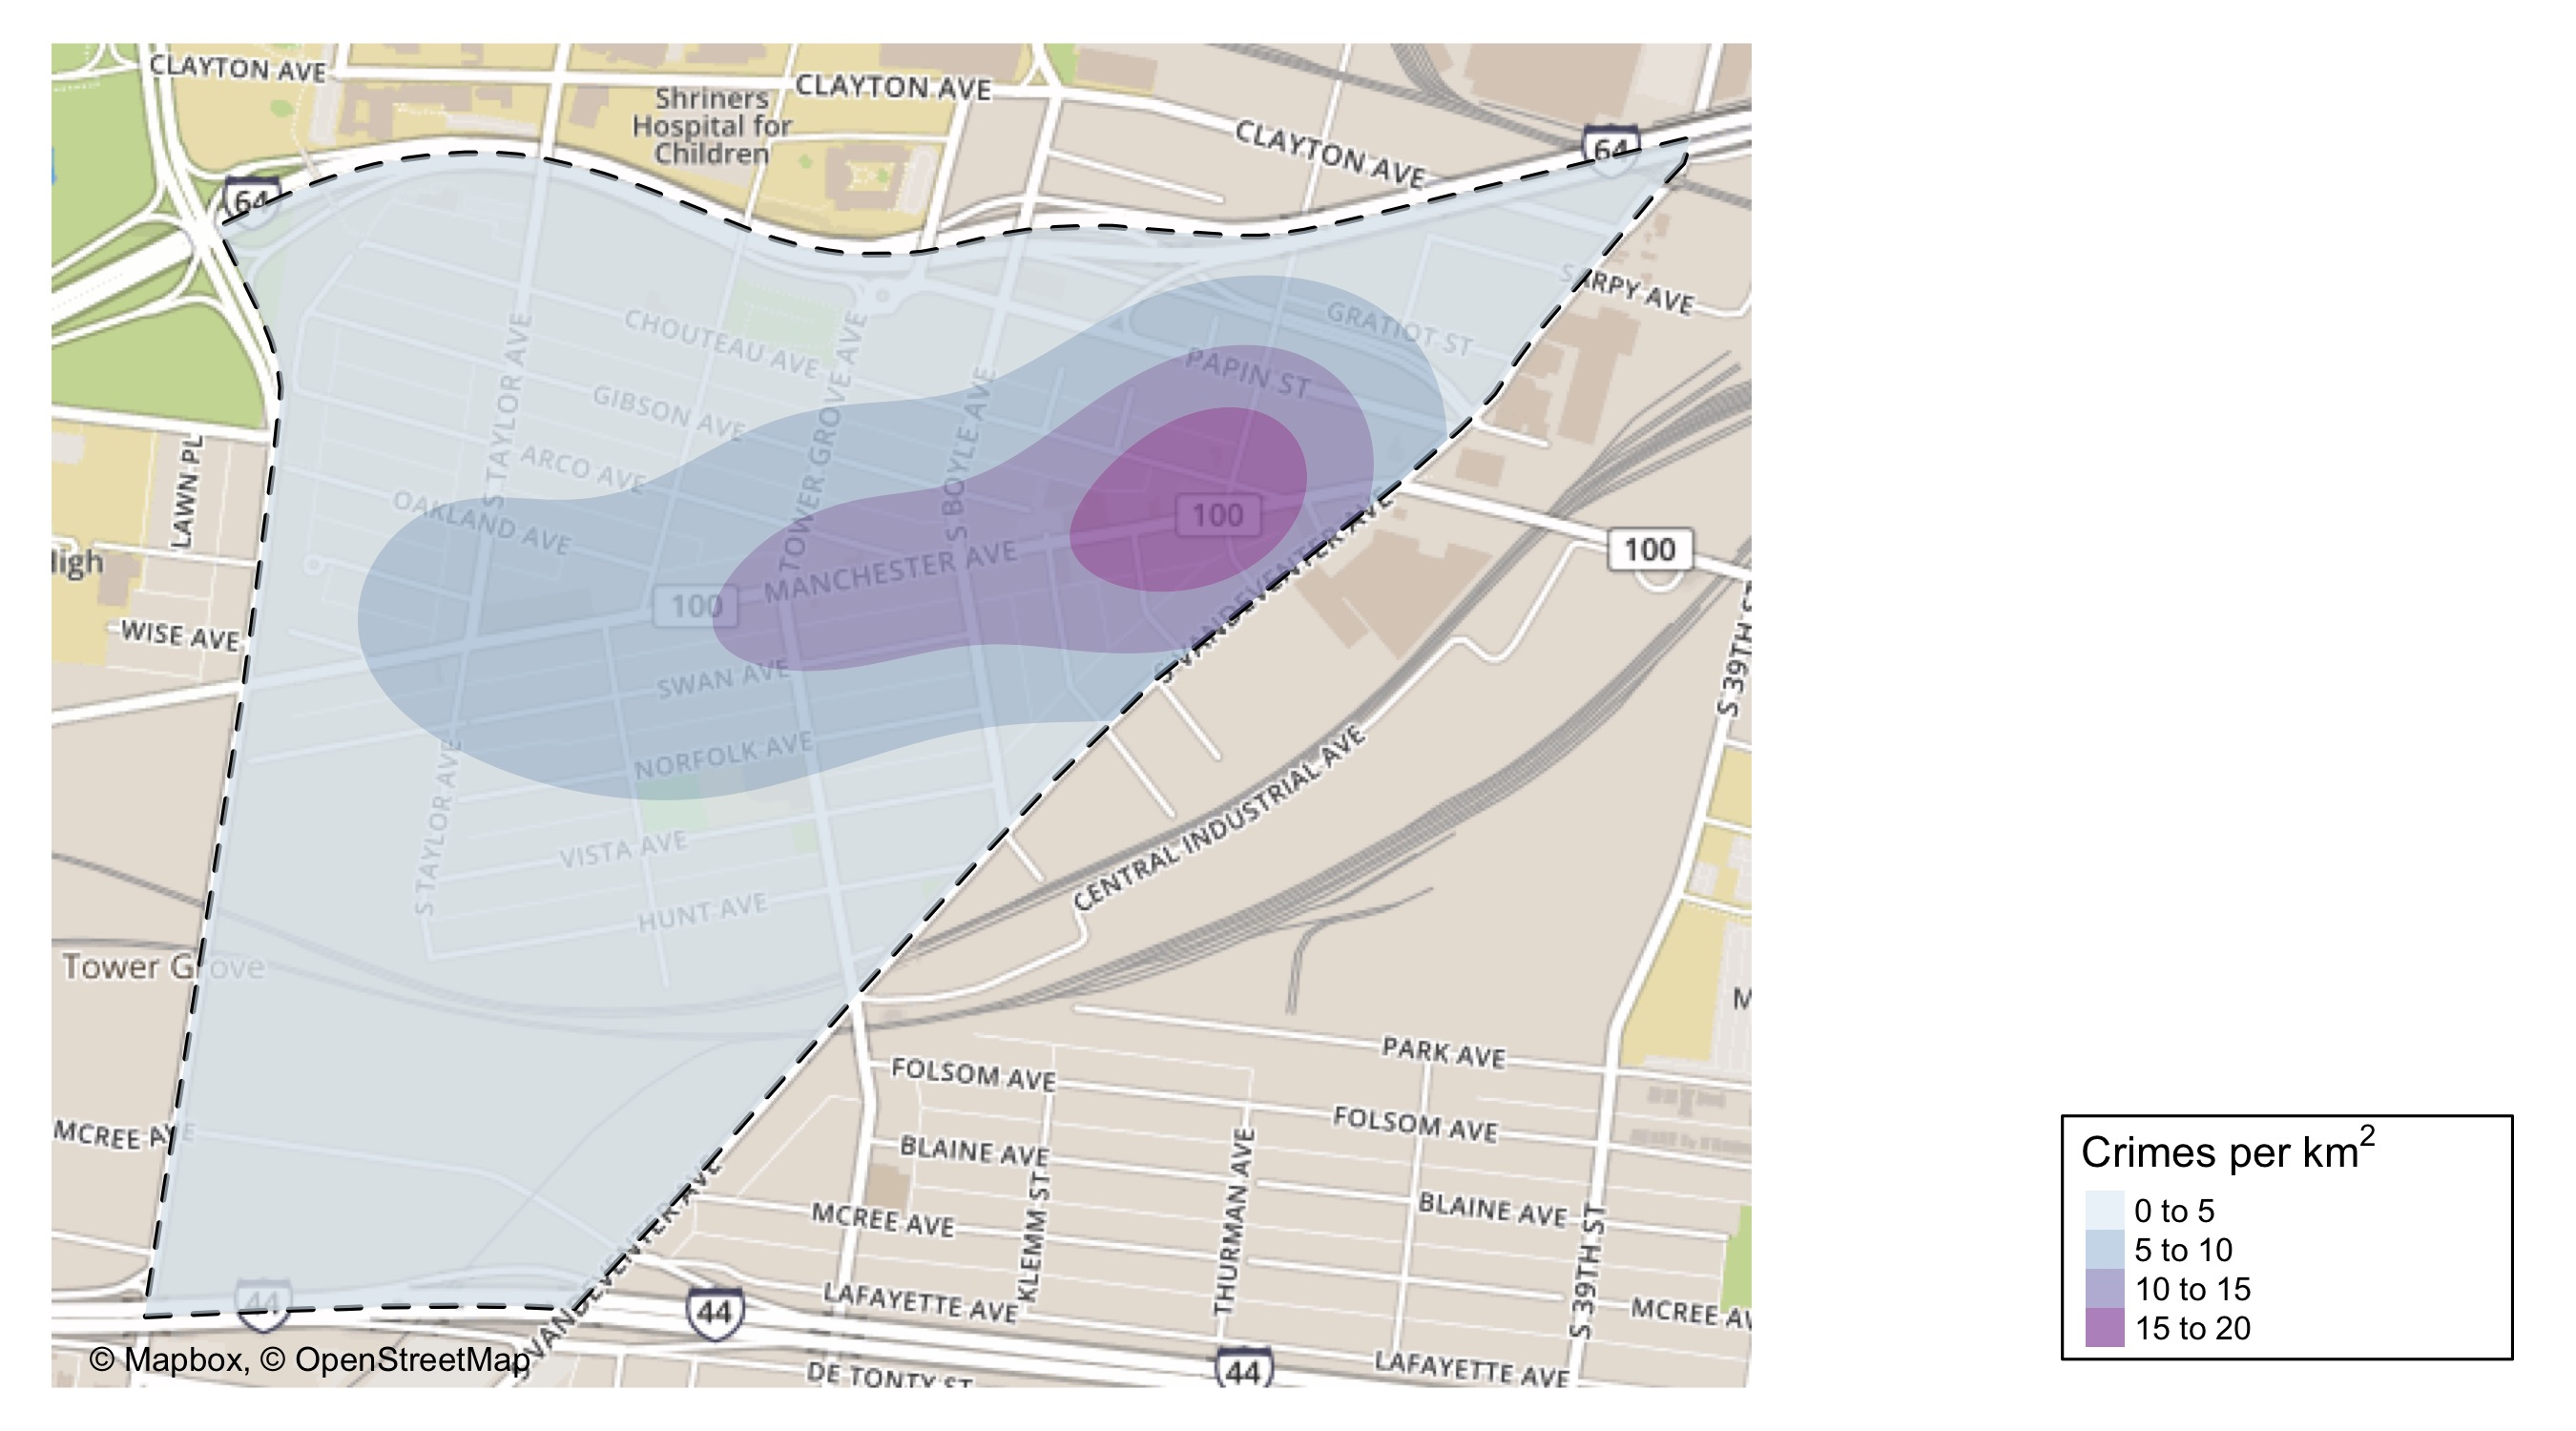 CLAYTON AVE
CLAYTON AVE
Shriners
Hospital for
Children
CLAYTON AVE
64
64
SARPY AVE
GRATIOT ST
CHOUTEAU AVE
PAPIN ST
S TAYLOR AVE
TOWER GROVE AVE
S BOYLE AVE
GIBSON AVE
ARCO AVE
LAWN PL
OAKLAND AVE
100
100
MANCHESTER AVE
100
WISE AVE
S VANDEVENTER AVE
SWAN AVE
S 39TH ST
NORFOLK AVE
S TAYLOR AVE
CENTRAL INDUSTRIAL AVE
VISTA AVE
HUNT AVE
Tower Grove
PARK AVE
FOLSOM AVE
FOLSOM AVE
MCREE AVE
BLAINE AVE
BLAINE AVE
KLEMM ST
THURMAN AVE
S 39TH ST
MCREE AVE
S VANDEVENTER AVE
44
44
LAFAYETTE AVE
MCREE AV
44
LAFAYETTE AVE
DE TONTY ST
© Mapbox, © OpenStreetMap
Crimes per km²
0 to 5
5 to 10
10 to 15
15 to 20